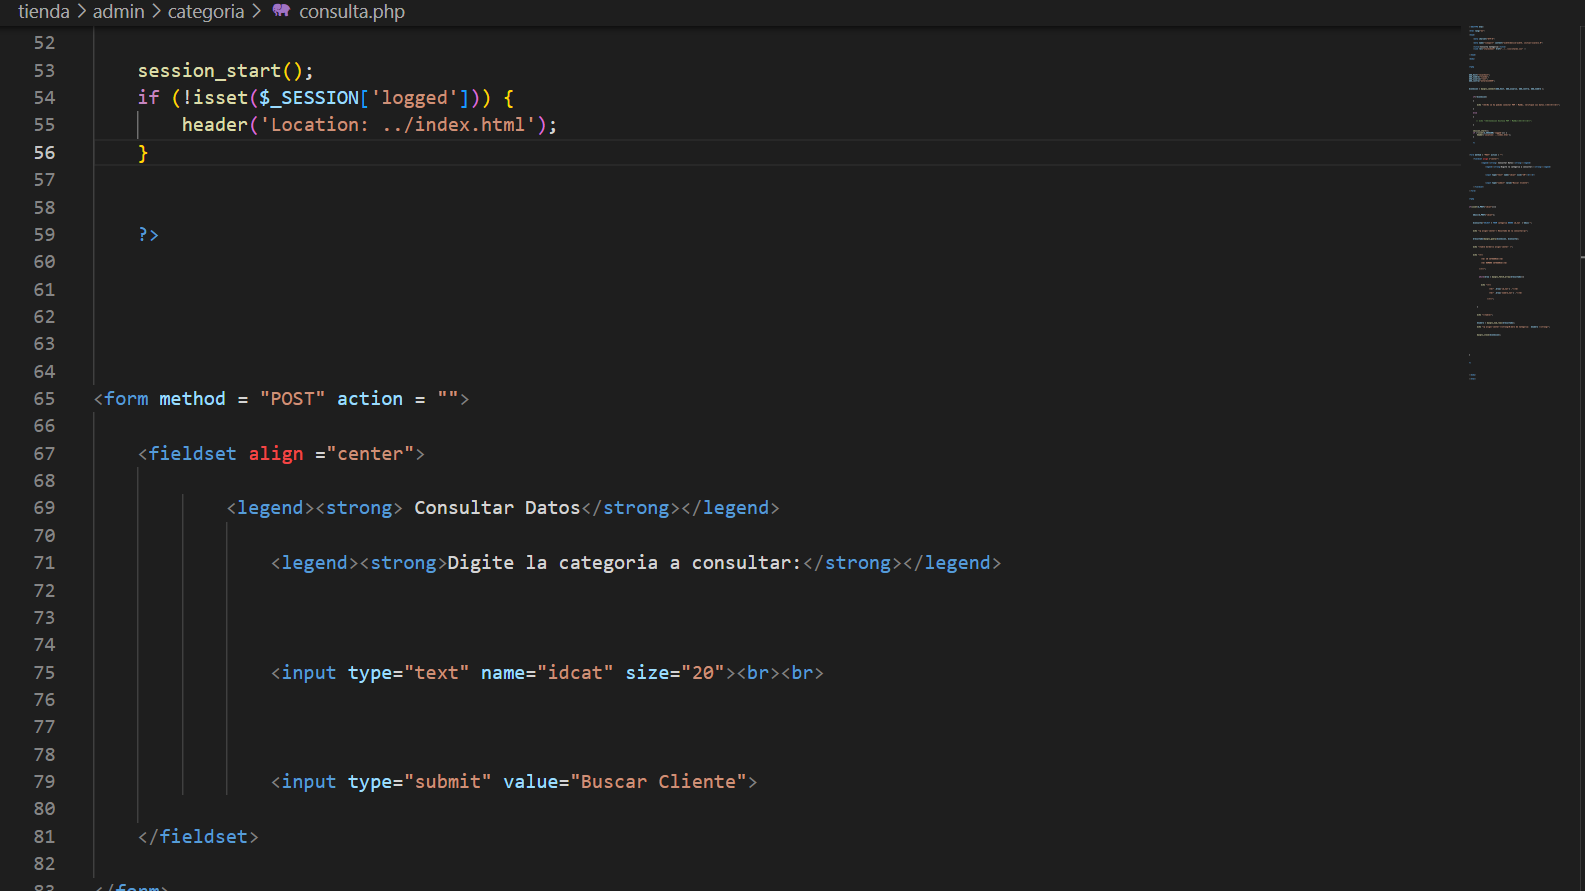 tienda > admin > categoria > consulta.php
52
53 session_start();
54 if (!isset($_SESSION['logged'])) {
55 header('Location: ../index.html');
56 }
57
58
59 ?>
60
61
62
63
64
65 <form method = "POST" action = "">
66
67 <fieldset align ="center">
68
69 <legend><strong> Consultar Datos</strong></legend>
70
71 <legend><strong>Digite la categoria a consultar:</strong></legend>
72
73
74
75 <input type="text" name="idcat" size="20"><br><br>
76
77
78
79 <input type="submit" value="Buscar Cliente">
80
81 </fieldset>
82
83 </form>